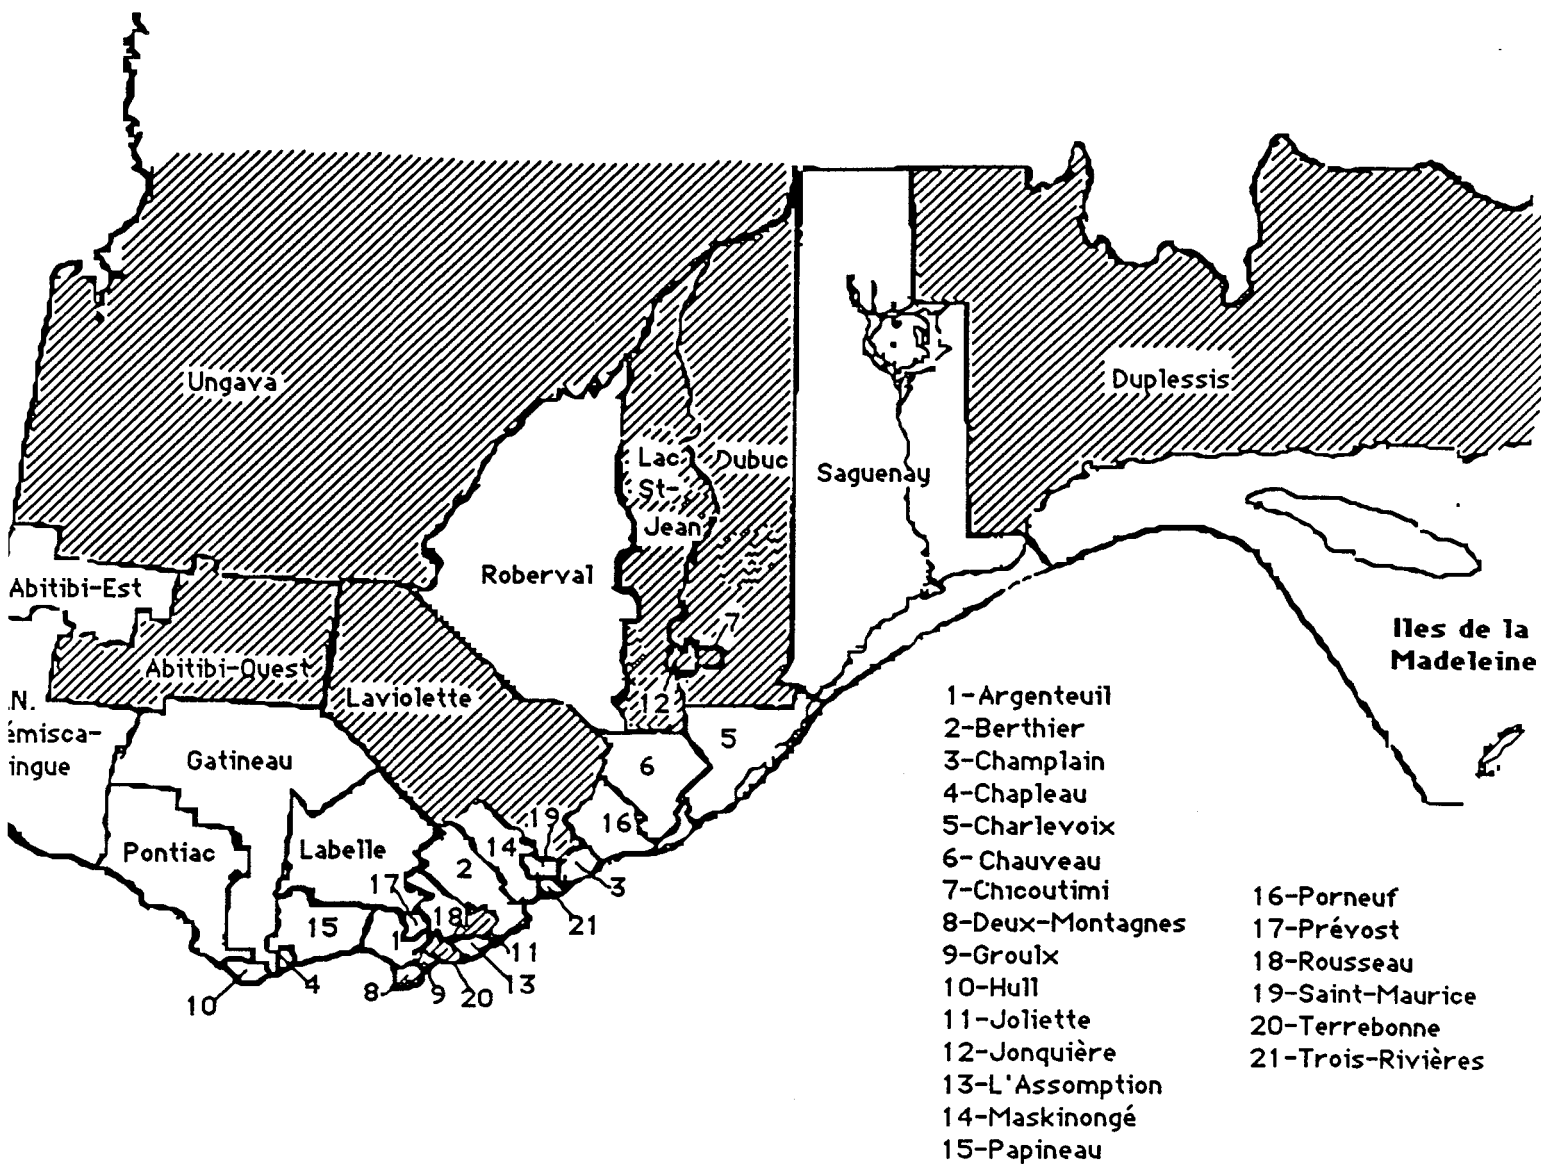 Ungava
Duplessis
Lac
St-
Jean
Dubuc
Saguenay
Abitibi-Est
Roberval
Iles de la
Madeleine
7
Abitibi-Ouest
Laviolette
12
.N.
émisca-
ingue
Gatineau
5
6
19
16
14
Pontiac
Labelle
2
17
3
21
15
18
1
11
10
4
8
9
20
13
1-Argenteuil
2-Berthier
3-Champlain
4-Chapleau
5-Charlevoix
6-Chauveau
7-Chicoutimi
8-Deux-Montagnes
9-Groulx
10-Hull
11-Joliette
12-Jonquière
13-L'Assomption
14-Maskinongé
15-Papineau
16-Porneuf
17-Prévost
18-Rousseau
19-Saint-Maurice
20-Terrebonne
21-Trois-Rivières